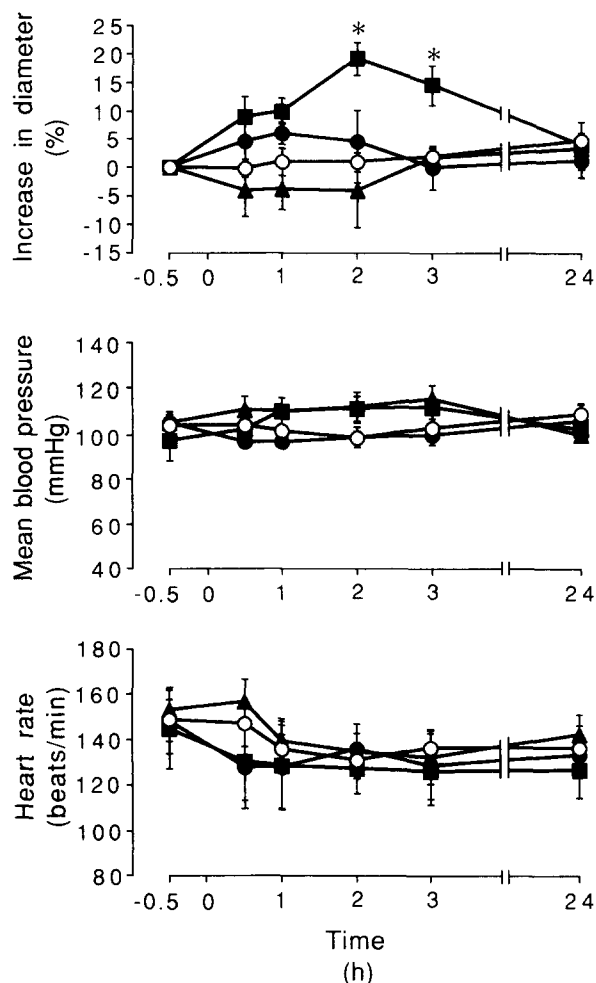 Increase in diameter
(%)
25
20
15
10
5
0
-5
-10
-15
*
*
-0.5 0 1 2 3 24
Mean blood pressure
(mmHg)
140
120
100
80
60
40
-0.5 0 1 2 3 24
Heart rate
(beats/min)
180
160
140
120
100
80
-0.5 0 1 2 3 24
Time
(h)